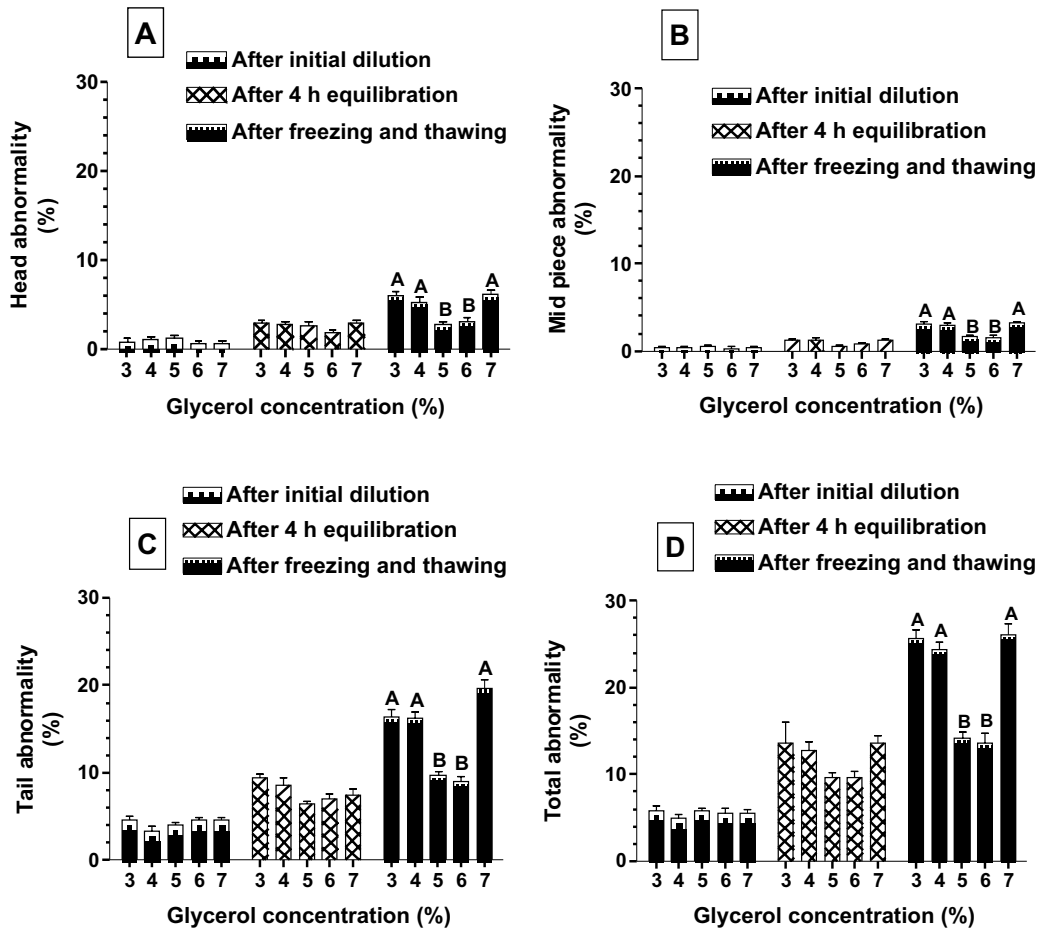 A
After initial dilution
After 4 h equilibration
After freezing and thawing
Head abnormality
(%)
30
20
10
0
A A B B A
3 4 5 6 7 3 4 5 6 7 3 4 5 6 7
Glycerol concentration (%)
B
After initial dilution
After 4 h equilibration
After freezing and thawing
Mid piece abnormality
(%)
30
20
10
0
A A B B A
3 4 5 6 7 3 4 5 6 7 3 4 5 6 7
Glycerol concentration (%)
C
After initial dilution
After 4 h equilibration
After freezing and thawing
Tail abnormality
(%)
30
20
10
0
A A B B A
3 4 5 6 7 3 4 5 6 7 3 4 5 6 7
Glycerol concentration (%)
D
After initial dilution
After 4 h equilibration
After freezing and thawing
Total abnormality
(%)
30
20
10
0
A A B B A
3 4 5 6 7 3 4 5 6 7 3 4 5 6 7
Glycerol concentration (%)